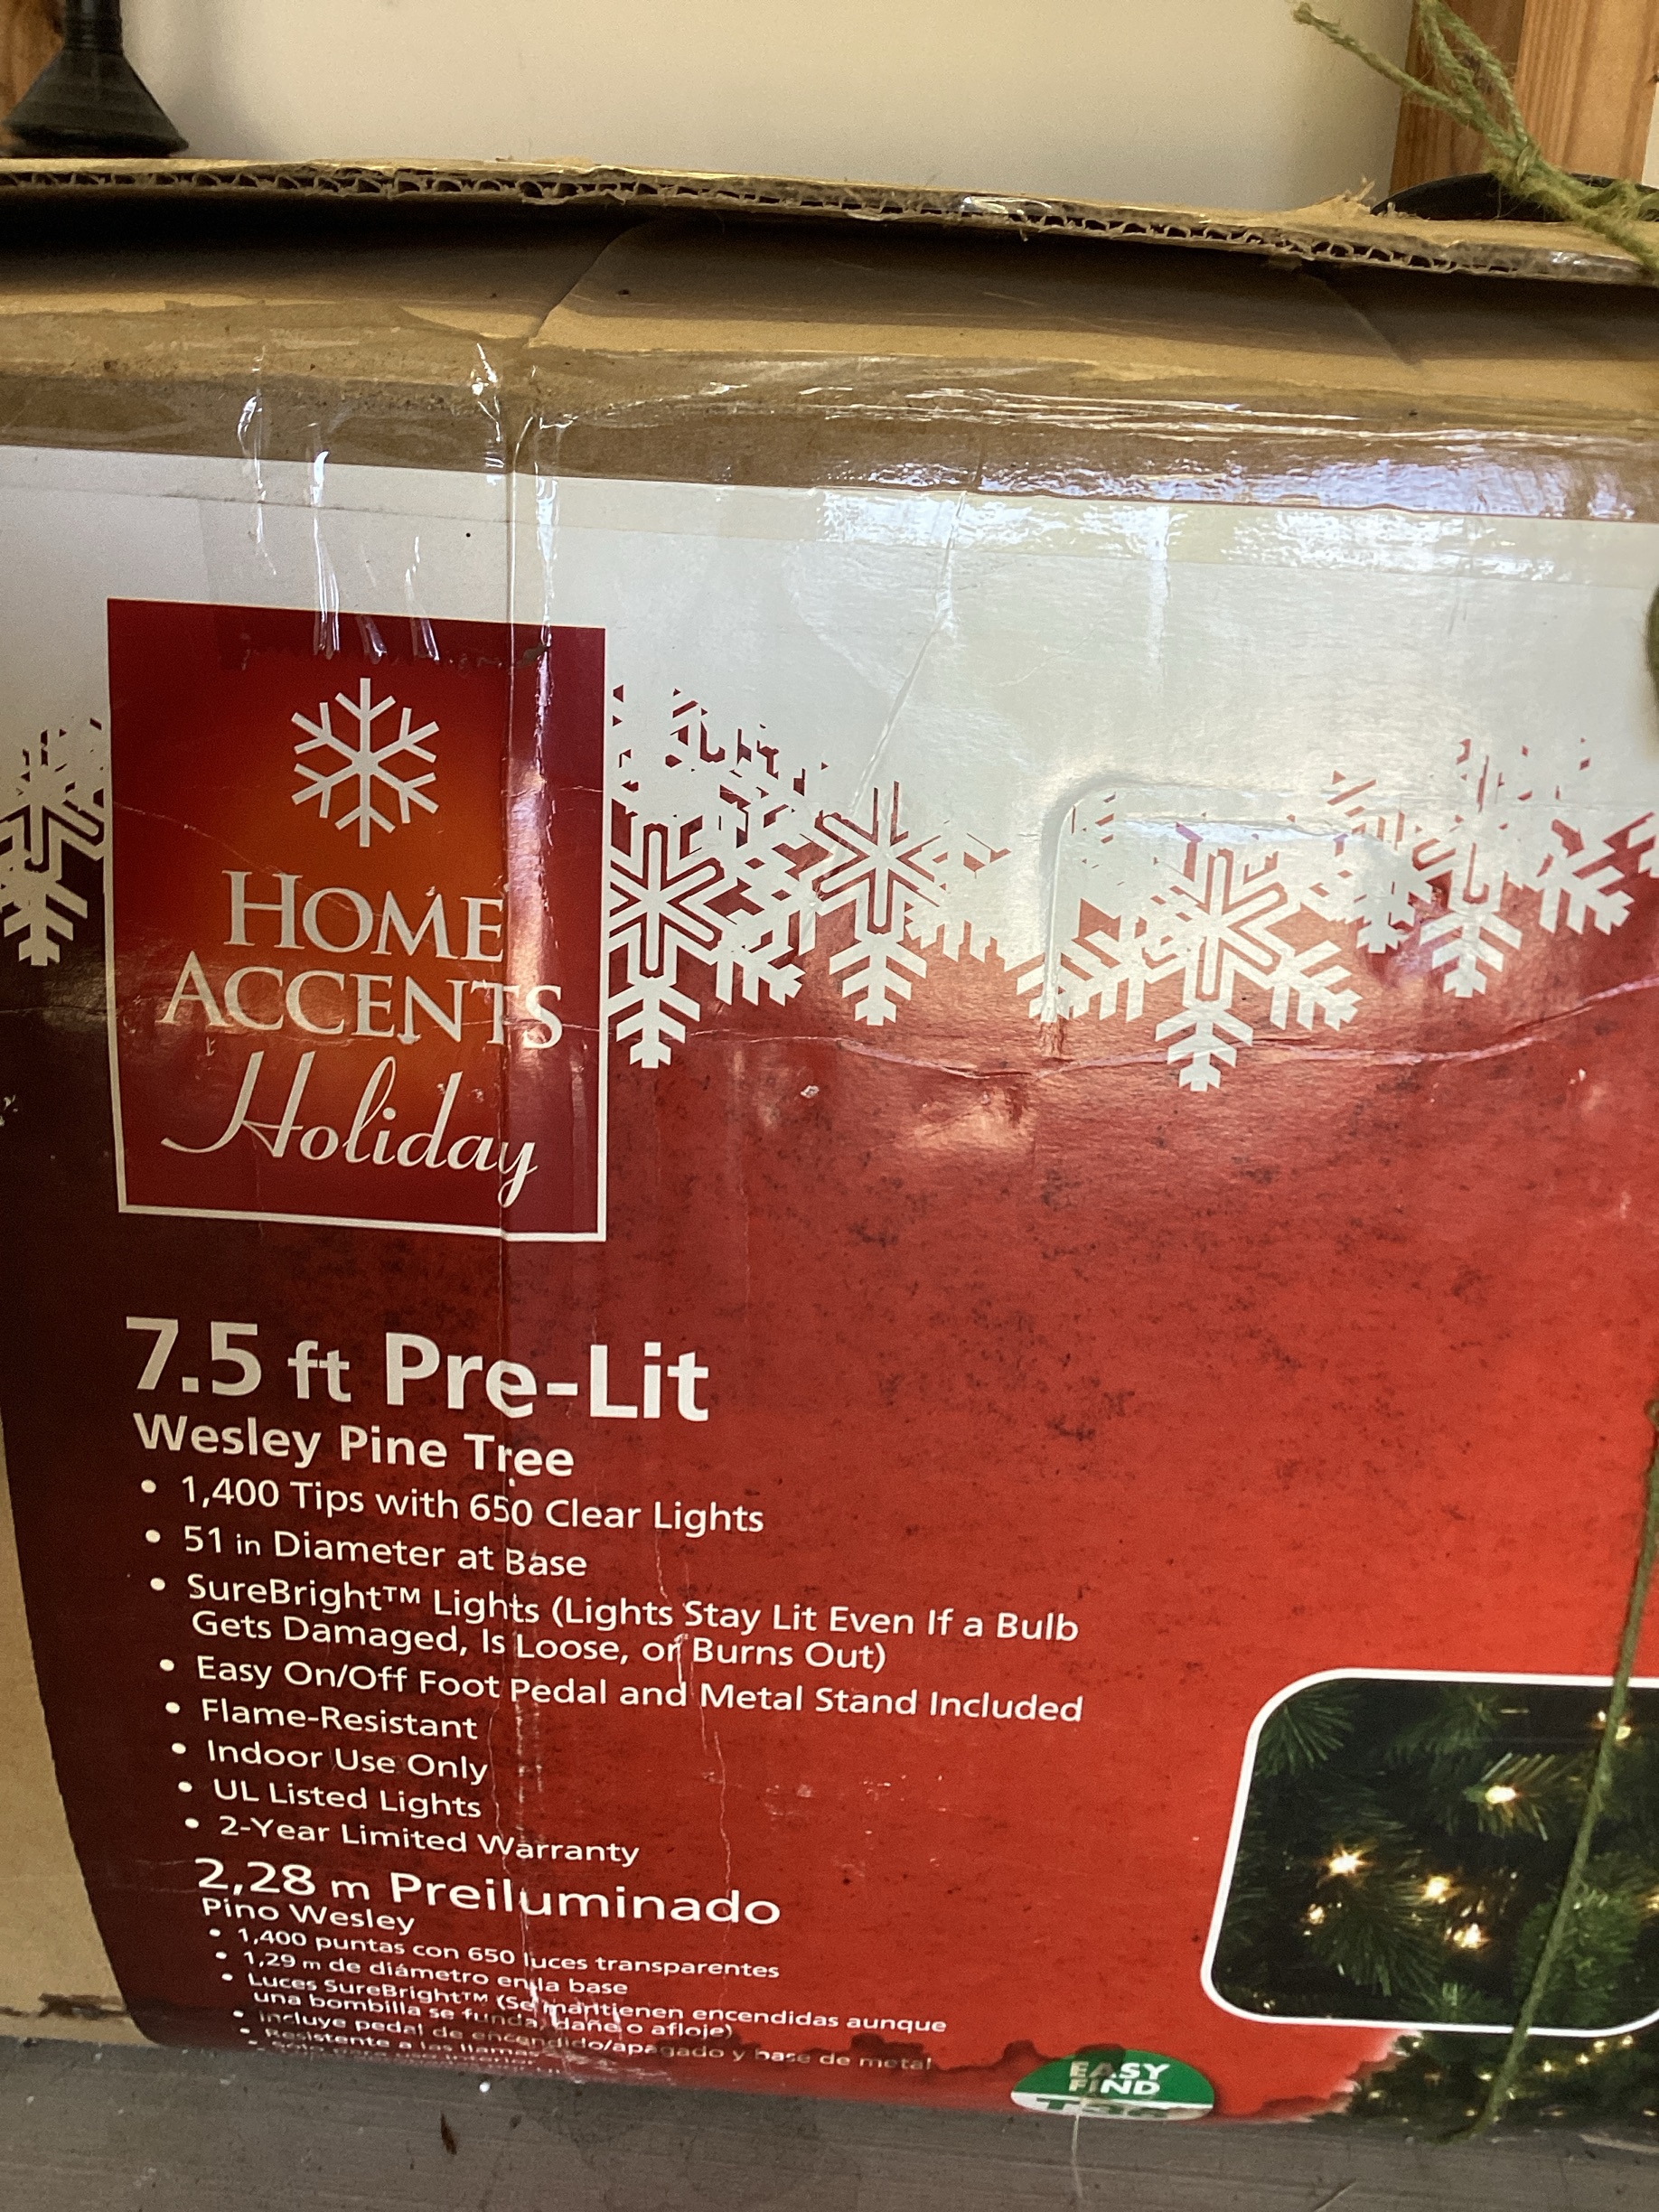 HOME
ACCENTS
Holiday
7.5 ft Pre-Lit
Wesley Pine Tree
• 1,400 Tips with 650 Clear Lights
• 51 in Diameter at Base
• SureBright™ Lights (Lights Stay Lit Even If a Bulb
Gets Damaged, Is Loose, or Burns Out)
• Easy On/Off Foot Pedal and Metal Stand Included
• Flame-Resistant
• Indoor Use Only
• UL Listed Lights
• 2-Year Limited Warranty
2,28 m Preiluminado
Pino Wesley
• 1,400 puntas con 650 luces transparentes
• 1,29 m de diámetro en la base
• Luces SureBright™ (Se mantienen encendidas aunque
una bombilla se funda, dañe o afloje)
• Incluye pedal de encendido/apagado y base de metal
• Resistente a las llamas
EASY
FIND